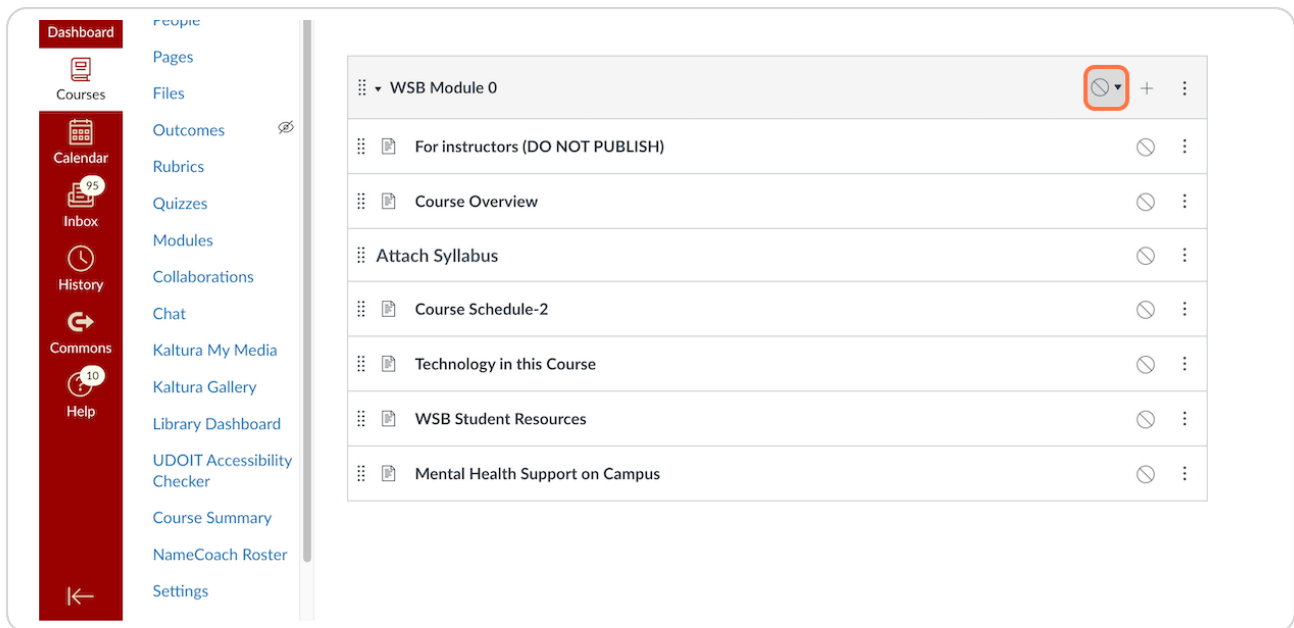 Dashboard
Courses
Calendar
95
Inbox
History
Commons
10
Help
People
Pages
Files
Outcomes
Rubrics
Quizzes
Modules
Collaborations
Chat
Kaltura My Media
Kaltura Gallery
Library Dashboard
UDOIT Accessibility
Checker
Course Summary
NameCoach Roster
Settings
WSB Module 0
For instructors (DO NOT PUBLISH)
Course Overview
Attach Syllabus
Course Schedule-2
Technology in this Course
WSB Student Resources
Mental Health Support on Campus